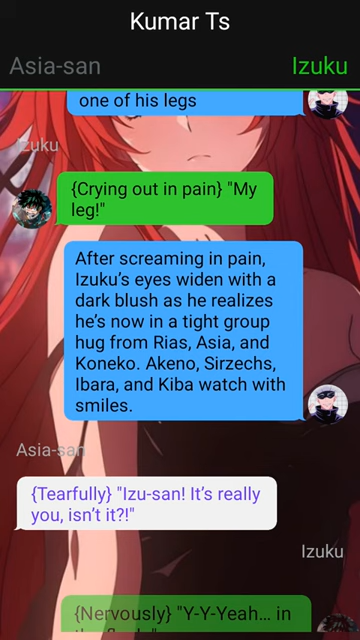 Kumar Ts
Asia-san
Izuku
one of his legs
Izuku
{Crying out in pain} "My
leg!"
After screaming in pain,
Izuku’s eyes widen with a
dark blush as he realizes
he’s now in a tight group
hug from Rias, Asia, and
Koneko. Akeno, Sirzechs,
Ibara, and Kiba watch with
smiles.
Asia-san
{Tearfully} "Izu-san! It’s really
you, isn’t it?!"
Izuku
{Nervously} "Y-Y-Yeah… in